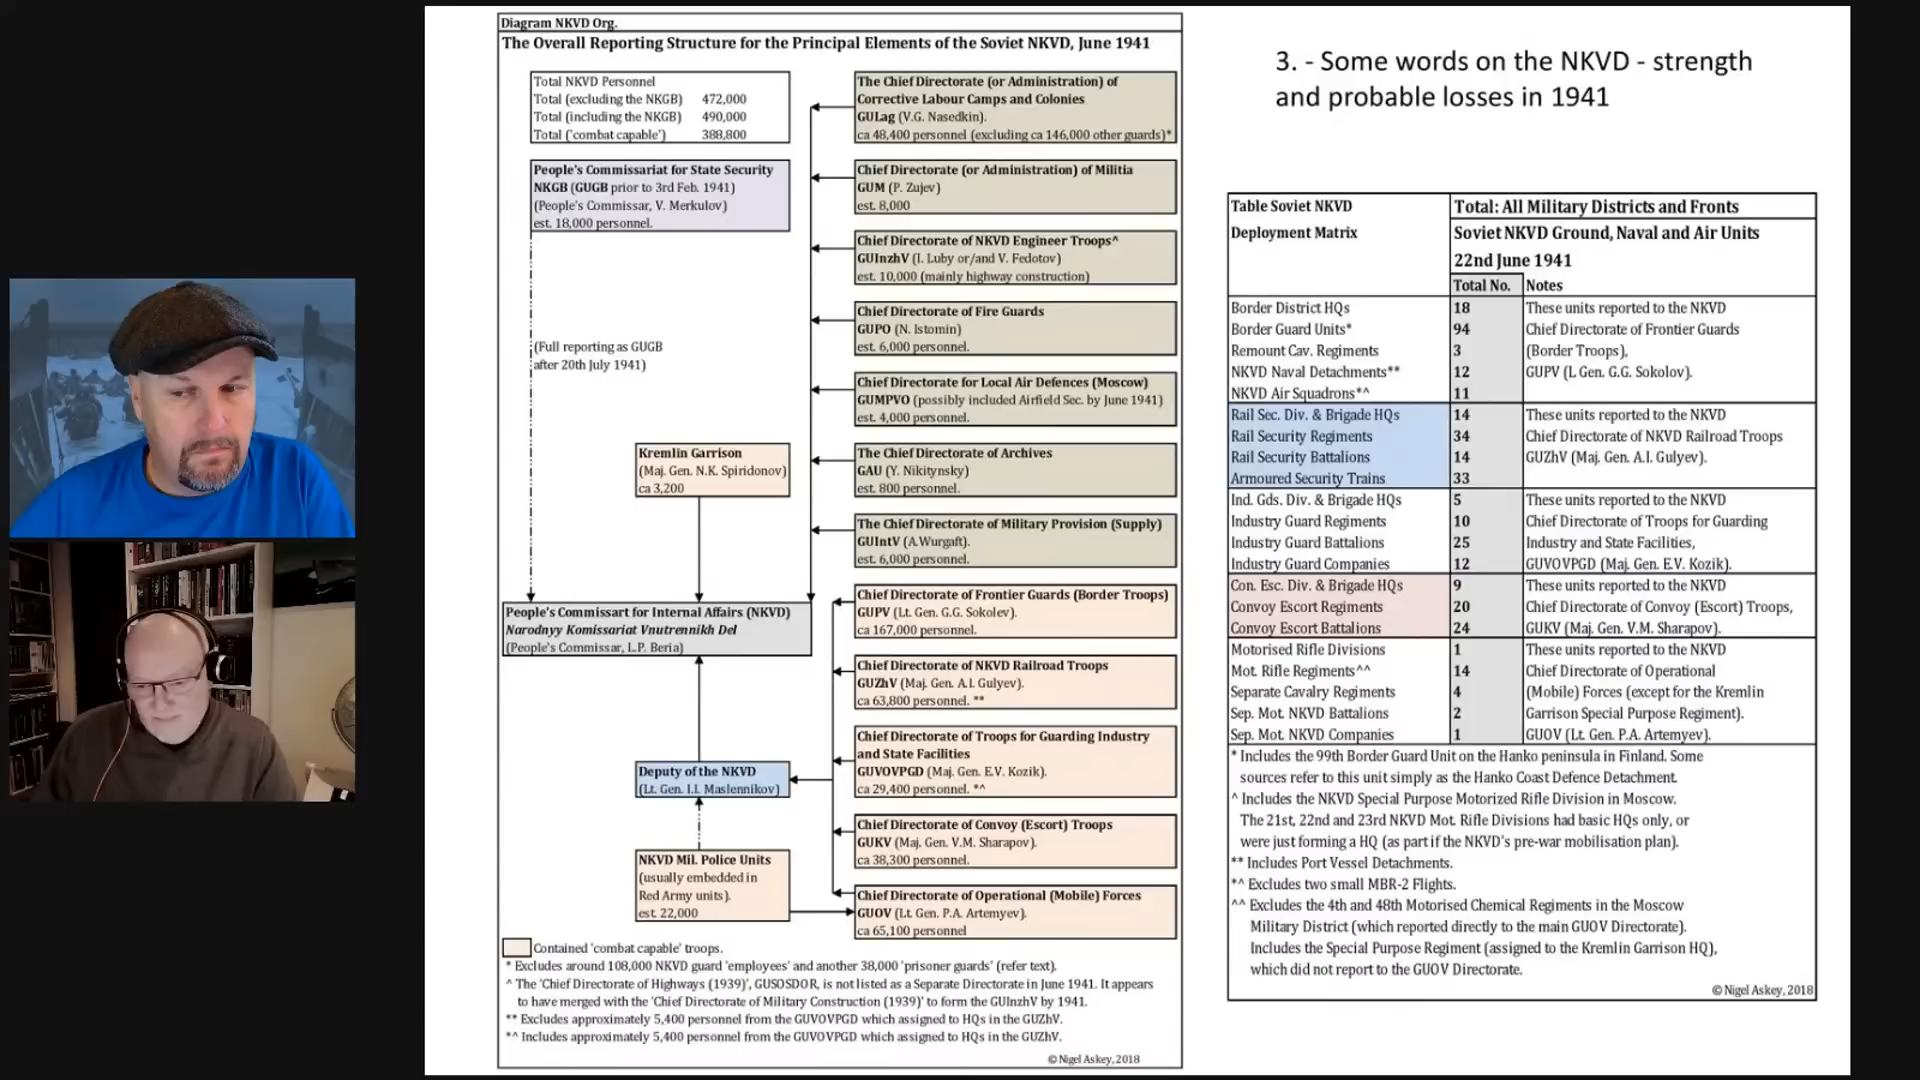 Diagram NKVD Org.
The Overall Reporting Structure for the Principal Elements of the Soviet NKVD, June 1941
Total NKVD Personnel
Total (excluding the NKGB) 472,000
Total (including the NKGB) 490,000
Total ('combat capable') 388,800
People's Commissariat for State Security
NKGB (GUGB prior to 3rd Feb. 1941)
(People's Commissar, V. Merkulov)
est. 18,000 personnel.
(Full reporting as GUGB
after 20th July 1941)
Kremlin Garrison
(Maj. Gen. N.K. Spiridonov)
ca 3,200
People's Commissart for Internal Affairs (NKVD)
Narodnyy Komissariat Vnutrennikh Del
(People's Commissar, L.P. Beria)
Deputy of the NKVD
(Lt. Gen. I.I. Maslennikov)
NKVD Mil. Police Units
(usually embedded in
Red Army units).
est. 22,000
The Chief Directorate (or Administration) of
Corrective Labour Camps and Colonies
GULag (V.G. Nasedkin).
ca 48,400 personnel (excluding ca 146,000 other guards)*
Chief Directorate (or Administration) of Militia
GUM (P. Zujev)
est. 8,000
Chief Directorate of NKVD Engineer Troops^
GUInzhV (I. Luby or/and V. Fedotov)
est. 10,000 (mainly highway construction)
Chief Directorate of Fire Guards
GUPO (N. Istomin)
est. 6,000 personnel.
Chief Directorate for Local Air Defences (Moscow)
GUMPVO (possibly included Airfield Sec. by June 1941)
est. 4,000 personnel.
The Chief Directorate of Archives
GAU (Y. Nikitynsky)
est. 800 personnel.
The Chief Directorate of Military Provision (Supply)
GUIntV (A.Wurgaft).
est. 6,000 personnel.
Chief Directorate of Frontier Guards (Border Troops)
GUPV (Lt. Gen. G.G. Sokolev).
ca 167,000 personnel.
Chief Directorate of NKVD Railroad Troops
GUZhV (Maj. Gen. A.I. Gulyev).
ca 63,800 personnel. **
Chief Directorate of Troops for Guarding Industry
and State Facilities
GUVOVPGD (Maj. Gen. E.V. Kozik).
ca 29,400 personnel. *^
Chief Directorate of Convoy (Escort) Troops
GUKV (Maj. Gen. V.M. Sharapov).
ca 38,300 personnel.
Chief Directorate of Operational (Mobile) Forces
GUOV (Lt. Gen. P.A. Artemyev).
ca 65,100 personnel
Contained 'combat capable' troops.
* Excludes around 108,000 NKVD guard 'employees' and another 38,000 'prisoner guards' (refer text).
^ The 'Chief Directorate of Highways (1939)', GUSOSDOR, is not listed as a Separate Directorate in June 1941. It appears
to have merged with the 'Chief Directorate of Military Construction (1939)' to form the GUInzhV by 1941.
** Excludes approximately 5,400 personnel from the GUVOVPGD which assigned to HQs in the GUZhV.
*^ Includes approximately 5,400 personnel from the GUVOVPGD which assigned to HQs in the GUZhV.
© Nigel Askey, 2018
3. - Some words on the NKVD - strength
and probable losses in 1941
Table Soviet NKVD Total: All Military Districts and Fronts
Deployment Matrix Soviet NKVD Ground, Naval and Air Units
22nd June 1941
Total No. Notes
Border District HQs 18 These units reported to the NKVD
Border Guard Units* 94 Chief Directorate of Frontier Guards
Remount Cav. Regiments 3 (Border Troops),
NKVD Naval Detachments** 12 GUPV (L Gen. G.G. Sokolov).
NKVD Air Squadrons*^ 11
Rail Sec. Div. & Brigade HQs 14 These units reported to the NKVD
Rail Security Regiments 34 Chief Directorate of NKVD Railroad Troops
Rail Security Battalions 14 GUZhV (Maj. Gen. A.I. Gulyev).
Armoured Security Trains 33
Ind. Gds. Div. & Brigade HQs 5 These units reported to the NKVD
Industry Guard Regiments 10 Chief Directorate of Troops for Guarding
Industry Guard Battalions 25 Industry and State Facilities,
Industry Guard Companies 12 GUVOVPGD (Maj. Gen. E.V. Kozik).
Con. Esc. Div. & Brigade HQs 9 These units reported to the NKVD
Convoy Escort Regiments 20 Chief Directorate of Convoy (Escort) Troops,
Convoy Escort Battalions 24 GUKV (Maj. Gen. V.M. Sharapov).
Motorised Rifle Divisions 1 These units reported to the NKVD
Mot. Rifle Regiments^^ 14 Chief Directorate of Operational
Separate Cavalry Regiments 4 (Mobile) Forces (except for the Kremlin
Sep. Mot. NKVD Battalions 2 Garrison Special Purpose Regiment).
Sep. Mot. NKVD Companies 1 GUOV (Lt. Gen. P.A. Artemyev).
* Includes the 99th Border Guard Unit on the Hanko peninsula in Finland. Some
sources refer to this unit simply as the Hanko Coast Defence Detachment.
^ Includes the NKVD Special Purpose Motorized Rifle Division in Moscow.
The 21st, 22nd and 23rd NKVD Mot. Rifle Divisions had basic HQs only, or
were just forming a HQ (as part if the NKVD's pre-war mobilisation plan).
** Includes Port Vessel Detachments.
*^ Excludes two small MBR-2 Flights.
^^ Excludes the 4th and 48th Motorised Chemical Regiments in the Moscow
Military District (which reported directly to the main GUOV Directorate).
Includes the Special Purpose Regiment (assigned to the Kremlin Garrison HQ),
which did not report to the GUOV Directorate.
© Nigel Askey, 2018